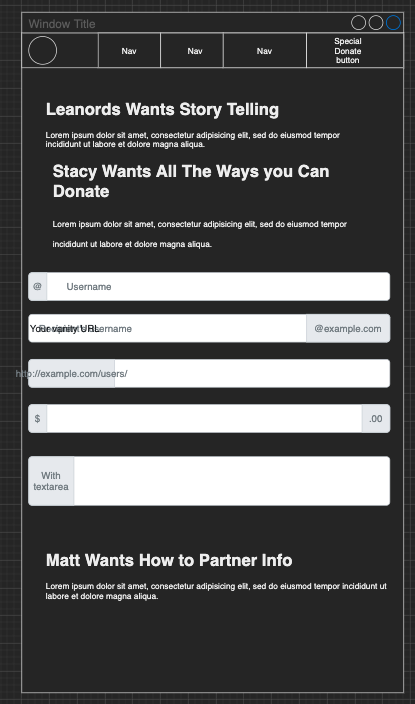 Window Title
Nav
Nav
Nav
Special
Donate
button
Leanords Wants Story Telling
Lorem ipsum dolor sit amet, consectetur adipisicing elit, sed do eiusmod tempor
incididunt ut labore et dolore magna aliqua.
Stacy Wants All The Ways you Can
Donate
Lorem ipsum dolor sit amet, consectetur adipisicing elit, sed do eiusmod tempor
incididunt ut labore et dolore magna aliqua.
@ Username
Your vanity URL
Recipient's username
@example.com
http://example.com/users/
$ .00
With
textarea
Matt Wants How to Partner Info
Lorem ipsum dolor sit amet, consectetur adipisicing elit, sed do eiusmod tempor incididunt ut
labore et dolore magna aliqua.